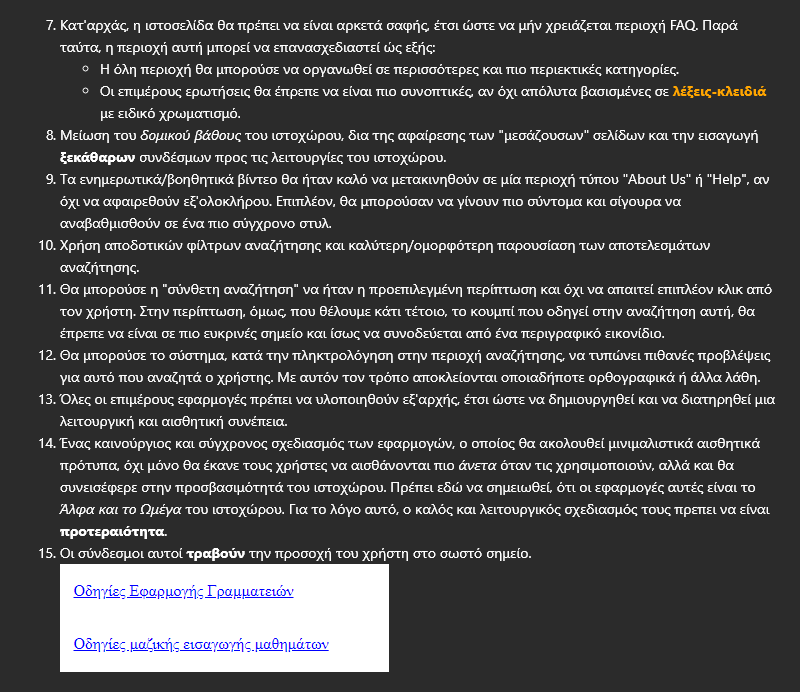 7. Κατ'αρχάς, η ιστοσελίδα θα πρέπει να είναι αρκετά σαφής, έτσι ώστε να μήν χρειάζεται περιοχή FAQ. Παρά
ταύτα, η περιοχή αυτή μπορεί να επανασχεδιαστεί ώς εξής:
◦ Η όλη περιοχή θα μπορούσε να οργανωθεί σε περισσότερες και πιο περιεκτικές κατηγορίες.
◦ Οι επιμέρους ερωτήσεις θα έπρεπε να είναι πιο συνοπτικές, αν όχι απόλυτα βασισμένες σε λέξεις-κλειδιά
με ειδικό χρωματισμό.
8. Μείωση του δομικού βάθους του ιστοχώρου, δια της αφαίρεσης των "μεσάζουσων" σελίδων και την εισαγωγή
ξεκάθαρων συνδέσμων προς τις λειτουργίες του ιστοχώρου.
9. Τα ενημερωτικά/βοηθητικά βίντεο θα ήταν καλό να μετακινηθούν σε μία περιοχή τύπου "About Us" ή "Help", αν
όχι να αφαιρεθούν εξ'ολοκλήρου. Επιπλέον, θα μπορούσαν να γίνουν πιο σύντομα και σίγουρα να
αναβαθμισθούν σε ένα πιο σύγχρονο στυλ.
10. Χρήση αποδοτικών φίλτρων αναζήτησης και καλύτερη/ομορφότερη παρουσίαση των αποτελεσμάτων
αναζήτησης.
11. Θα μπορούσε η "σύνθετη αναζήτηση" να ήταν η προεπιλεγμένη περίπτωση και όχι να απαιτεί επιπλέον κλικ από
τον χρήστη. Στην περίπτωση, όμως, που θέλουμε κάτι τέτοιο, το κουμπί που οδηγεί στην αναζήτηση αυτή, θα
έπρεπε να είναι σε πιο ευκρινές σημείο και ίσως να συνοδεύεται από ένα περιγραφικό εικονίδιο.
12. Θα μπορούσε το σύστημα, κατά την πληκτρολόγηση στην περιοχή αναζήτησης, να τυπώνει πιθανές προβλέψεις
για αυτό που αναζητά ο χρήστης. Με αυτόν τον τρόπο αποκλείονται οποιαδήποτε ορθογραφικά ή άλλα λάθη.
13. Όλες οι επιμέρους εφαρμογές πρέπει να υλοποιηθούν εξ'αρχής, έτσι ώστε να δημιουργηθεί και να διατηρηθεί μια
λειτουργική και αισθητική συνέπεια.
14. Ένας καινούργιος και σύγχρονος σχεδιασμός των εφαρμογών, ο οποίος θα ακολουθεί μινιμαλιστικά αισθητικά
πρότυπα, όχι μόνο θα έκανε τους χρήστες να αισθάνονται πιο άνετα όταν τις χρησιμοποιούν, αλλά και θα
συνεισέφερε στην προσβασιμότητά του ιστοχώρου. Πρέπει εδώ να σημειωθεί, ότι οι εφαρμογές αυτές είναι το
Άλφα και το Ωμέγα του ιστοχώρου. Για το λόγο αυτό, ο καλός και λειτουργικός σχεδιασμός τους πρεπει να είναι
προτεραιότητα.
15. Οι σύνδεσμοι αυτοί τραβούν την προσοχή του χρήστη στο σωστό σημείο.
Οδηγίες Εφαρμογής Γραμματειών
Οδηγίες μαζικής εισαγωγής μαθημάτων